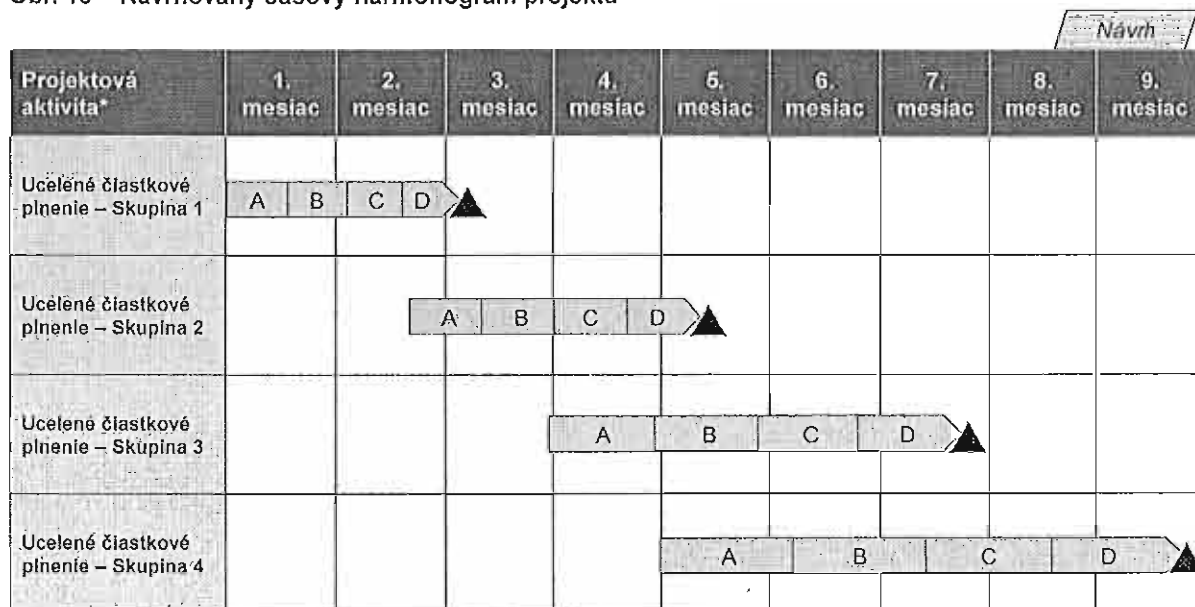 Návrh
Projektová aktivita*
1. mesiac
2. mesiac
3. mesiac
4. mesiac
5. mesiac
6. mesiac
7. mesiac
8. mesiac
9. mesiac
Ucelené čiastkové
plnenie – Skupina 1
A B C D
Ucelené čiastkové
plnenie – Skupina 2
A B C D
Ucelené čiastkové
plnenie – Skupina 3
A B C D
Ucelené čiastkové
plnenie – Skupina 4
A B C D